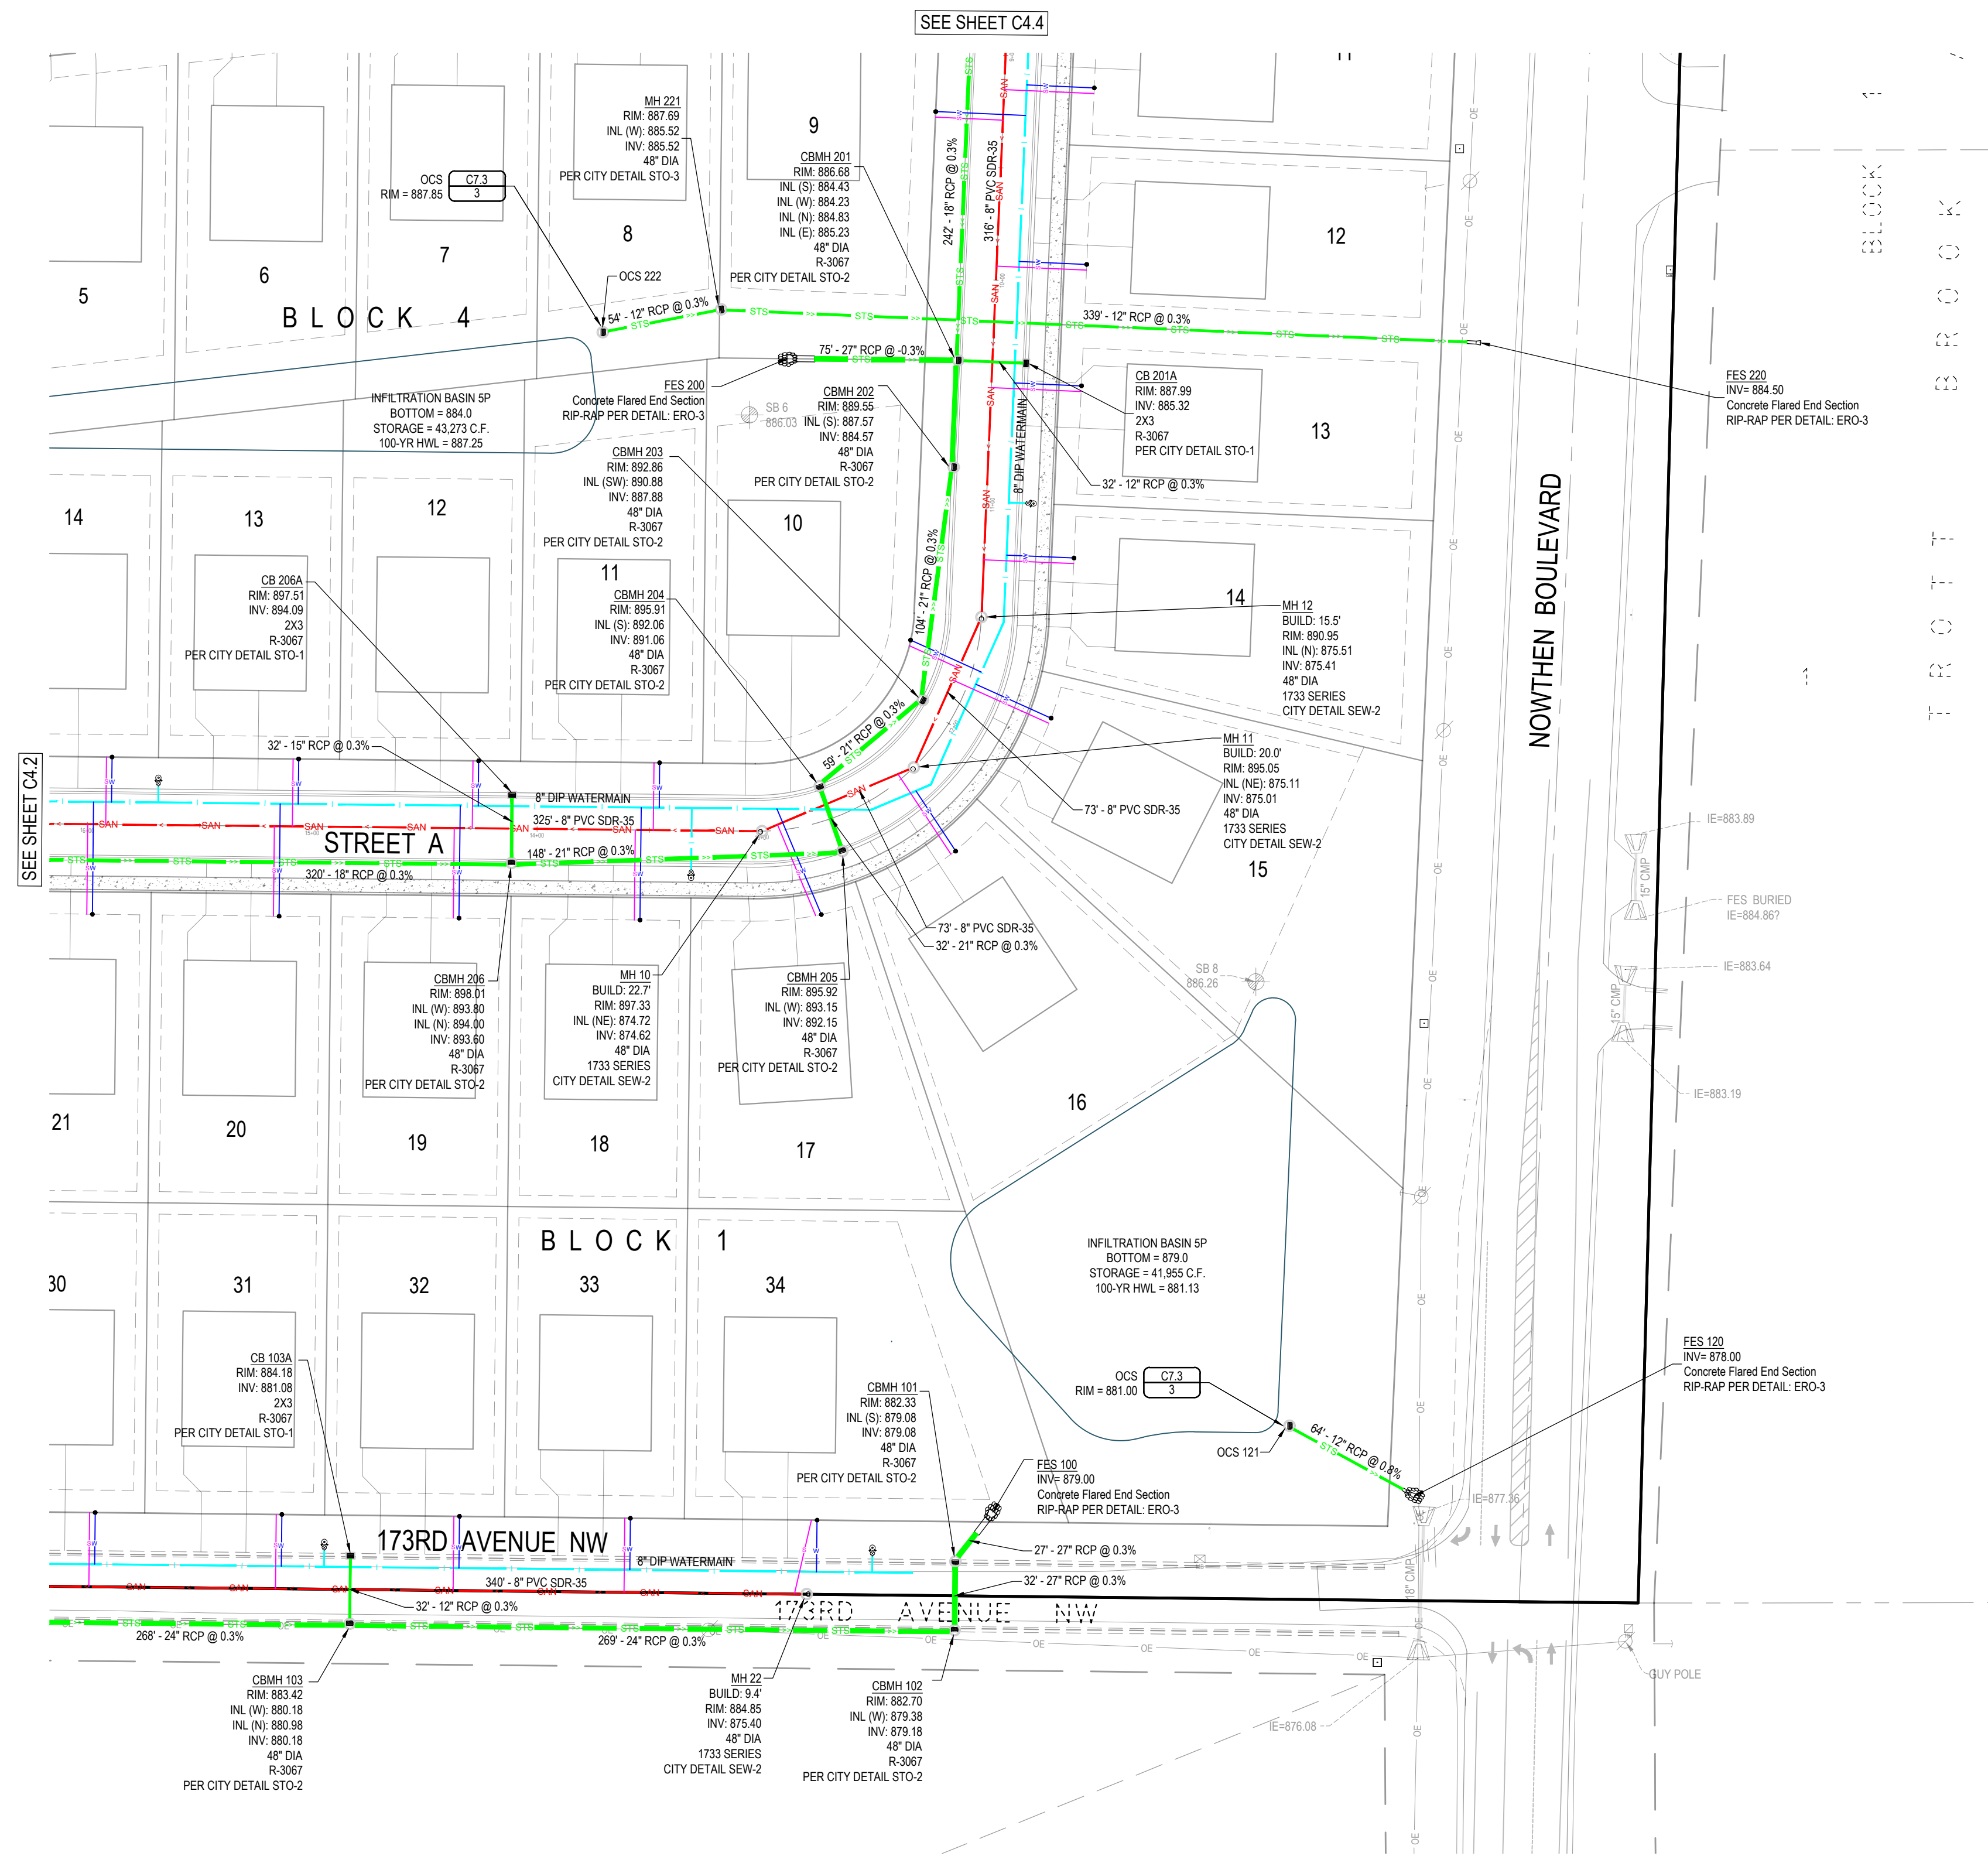 SEE SHEET C4.4
MH 221
RIM: 887.69
INL (W): 885.52
INV: 885.52
48" DIA
PER CITY DETAIL STO-3
OCS
C7.3
3
RIM = 887.85
OCS 222
CBMH 201
RIM: 886.68
INL (S): 884.43
INL (W): 884.23
INL (N): 884.83
INL (E): 885.23
48" DIA
R-3067
PER CITY DETAIL STO-2
242' - 18" RCP @ 0.3%
316' - 8" PVC SDR-35
5
6
7
8
9
11
12
13
14
BLOCK 4
54' - 12" RCP @ 0.3%
339' - 12" RCP @ 0.3%
75' - 27" RCP @ -0.3%
FES 200
Concrete Flared End Section
RIP-RAP PER DETAIL: ERO-3
SB 6
886.03
INFILTRATION BASIN 5P
BOTTOM = 884.0
STORAGE = 43,273 C.F.
100-YR HWL = 887.25
CBMH 202
RIM: 889.55
INL (S): 887.57
INV: 884.57
48" DIA
R-3067
PER CITY DETAIL STO-2
CB 201A
RIM: 887.99
INV: 885.32
2X3
R-3067
PER CITY DETAIL STO-1
32' - 12" RCP @ 0.3%
8" DIP WATERMAIN
FES 220
INV= 884.50
Concrete Flared End Section
RIP-RAP PER DETAIL: ERO-3
BLOCK 1
BROOK
TROTT
1
NOWTHEN BOULEVARD
CBMH 203
RIM: 892.86
INL (SW): 890.88
INV: 887.88
48" DIA
R-3067
PER CITY DETAIL STO-2
14
13
12
11
10
CB 206A
RIM: 897.51
INV: 894.09
2X3
R-3067
PER CITY DETAIL STO-1
CBMH 204
RIM: 895.91
INL (S): 892.06
INV: 891.06
48" DIA
R-3067
PER CITY DETAIL STO-2
104' - 21" RCP @ 0.3%
59' - 21" RCP @ 0.3%
MH 12
BUILD: 15.5'
RIM: 890.95
INL (N): 875.51
INV: 875.41
48" DIA
1733 SERIES
CITY DETAIL SEW-2
MH 11
BUILD: 20.0'
RIM: 895.05
INL (NE): 875.11
INV: 875.01
48" DIA
1733 SERIES
CITY DETAIL SEW-2
73' - 8" PVC SDR-35
32' - 15" RCP @ 0.3%
SEE SHEET C4.2
8" DIP WATERMAIN
325' - 8" PVC SDR-35
STREET A
148' - 21" RCP @ 0.3%
320' - 18" RCP @ 0.3%
15
73' - 8" PVC SDR-35
32' - 21" RCP @ 0.3%
IE=883.89
15" CMP
FES BURIED
IE=884.86?
IE=883.64
15" CMP
IE=883.19
SB 8
886.26
CBMH 206
RIM: 898.01
INL (W): 893.80
INL (N): 894.00
INV: 893.60
48" DIA
R-3067
PER CITY DETAIL STO-2
MH 10
BUILD: 22.7'
RIM: 897.33
INL (NE): 874.72
INV: 874.62
48" DIA
1733 SERIES
CITY DETAIL SEW-2
CBMH 205
RIM: 895.92
INL (W): 893.15
INV: 892.15
48" DIA
R-3067
PER CITY DETAIL STO-2
21
20
19
18
17
16
BLOCK 1
30
31
32
33
34
INFILTRATION BASIN 5P
BOTTOM = 879.0
STORAGE = 41,955 C.F.
100-YR HWL = 881.13
CB 103A
RIM: 884.18
INV: 881.08
2X3
R-3067
PER CITY DETAIL STO-1
CBMH 101
RIM: 882.33
INL (S): 879.08
INV: 879.08
48" DIA
R-3067
PER CITY DETAIL STO-2
OCS
C7.3
3
RIM = 881.00
OCS 121
64' - 12" RCP @ 0.8%
FES 120
INV= 878.00
Concrete Flared End Section
RIP-RAP PER DETAIL: ERO-3
FES 100
INV= 879.00
Concrete Flared End Section
RIP-RAP PER DETAIL: ERO-3
IE=877.36
18" CMP
173RD AVENUE NW
8" DIP WATERMAIN
27' - 27" RCP @ 0.3%
340' - 8" PVC SDR-35
32' - 27" RCP @ 0.3%
32' - 12" RCP @ 0.3%
173RD AVENUE NW
268' - 24" RCP @ 0.3%
269' - 24" RCP @ 0.3%
GUY POLE
IE=876.08
CBMH 103
RIM: 883.42
INL (W): 880.18
INL (N): 880.98
INV: 880.18
48" DIA
R-3067
PER CITY DETAIL STO-2
MH 22
BUILD: 9.4'
RIM: 884.85
INV: 875.40
48" DIA
1733 SERIES
CITY DETAIL SEW-2
CBMH 102
RIM: 882.70
INL (W): 879.38
INV: 879.18
48" DIA
R-3067
PER CITY DETAIL STO-2